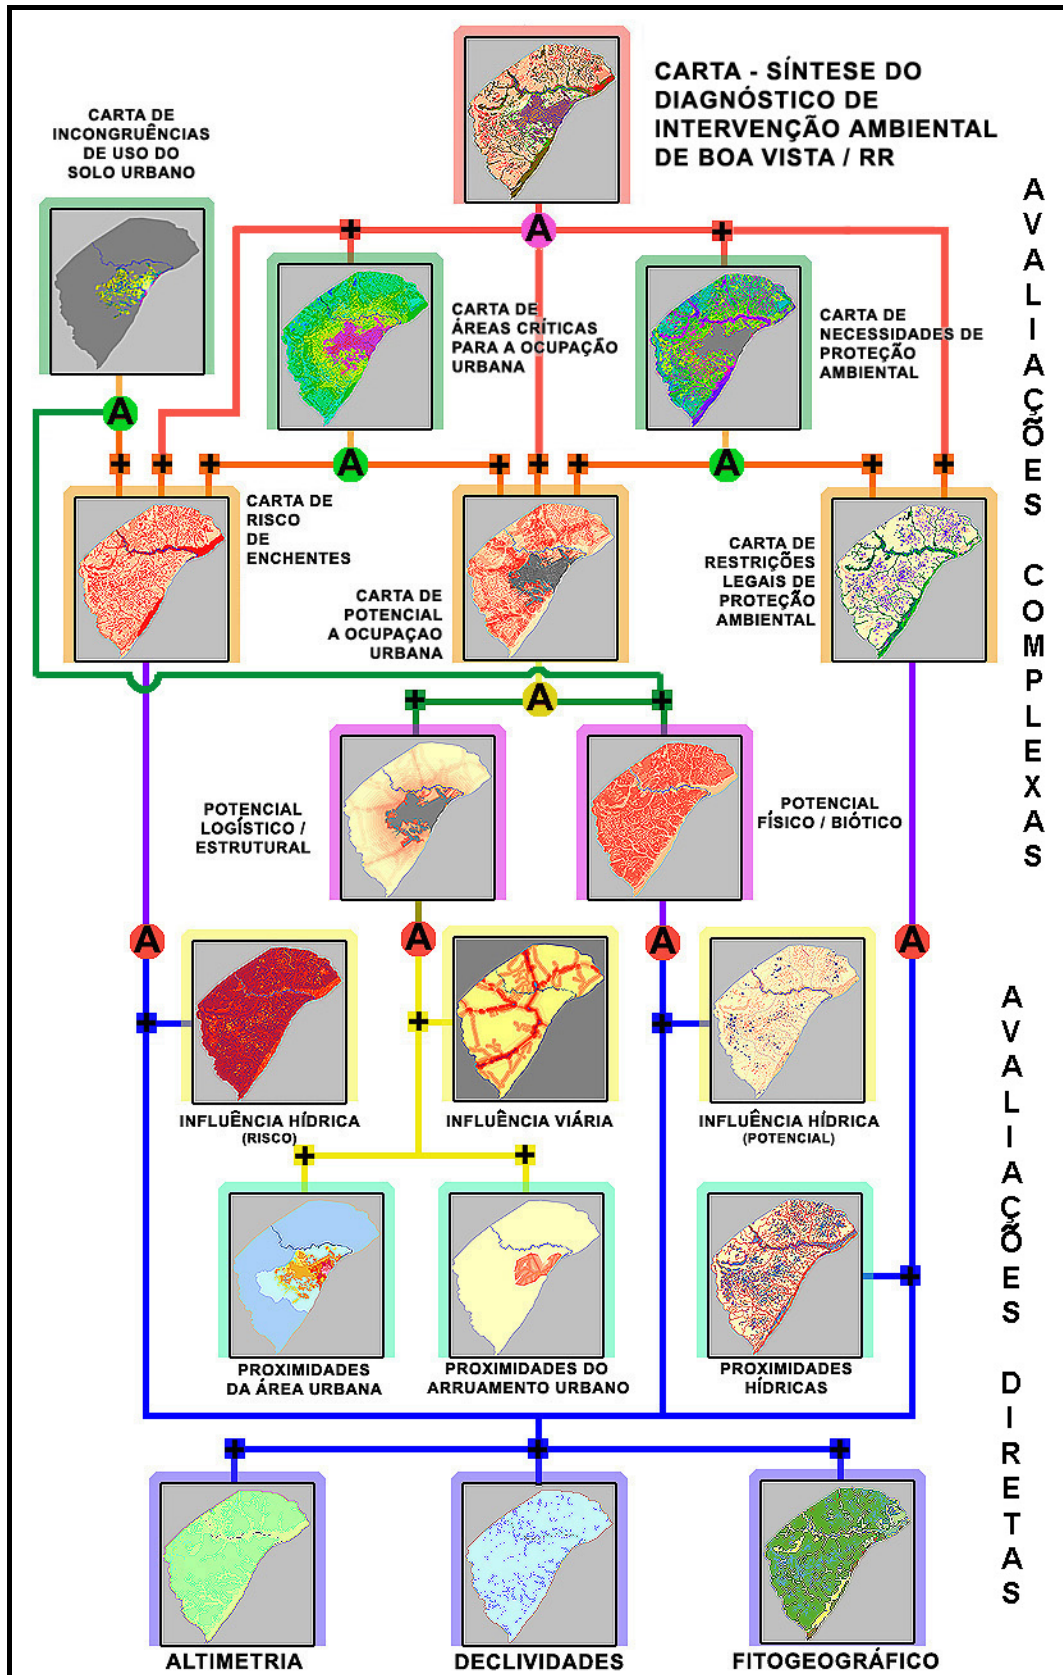 CARTA - SÍNTESE DO
DIAGNÓSTICO DE
INTERVENÇÃO AMBIENTAL
DE BOA VISTA / RR
CARTA DE
INCONGRUÊNCIAS
DE USO DO
SOLO URBANO
A
+
+
CARTA DE
ÁREAS CRÍTICAS
PARA A OCUPAÇÃO
URBANA
CARTA DE
NECESSIDADES DE
PROTEÇÃO
AMBIENTAL
A
A
A
+
+
+
+
+
+
+
+
CARTA DE
RISCO
DE
ENCHENTES
CARTA DE
POTENCIAL
A OCUPAÇAO
URBANA
CARTA DE
RESTRIÇÕES
LEGAIS DE
PROTEÇÃO
AMBIENTAL
A
+
+
POTENCIAL
LOGÍSTICO /
ESTRUTURAL
POTENCIAL
FÍSICO / BIÓTICO
AVALIAÇÕES COMPLEXAS
A
A
A
A
+
+
+
INFLUÊNCIA HÍDRICA
(RISCO)
INFLUÊNCIA VIÁRIA
INFLUÊNCIA HÍDRICA
(POTENCIAL)
+
+
+
PROXIMIDADES
DA ÁREA URBANA
PROXIMIDADES DO
ARRUAMENTO URBANO
PROXIMIDADES
HÍDRICAS
+
+
+
ALTIMETRIA
DECLIVIDADES
FITOGEOGRÁFICO
AVALIAÇÕES DIRETAS